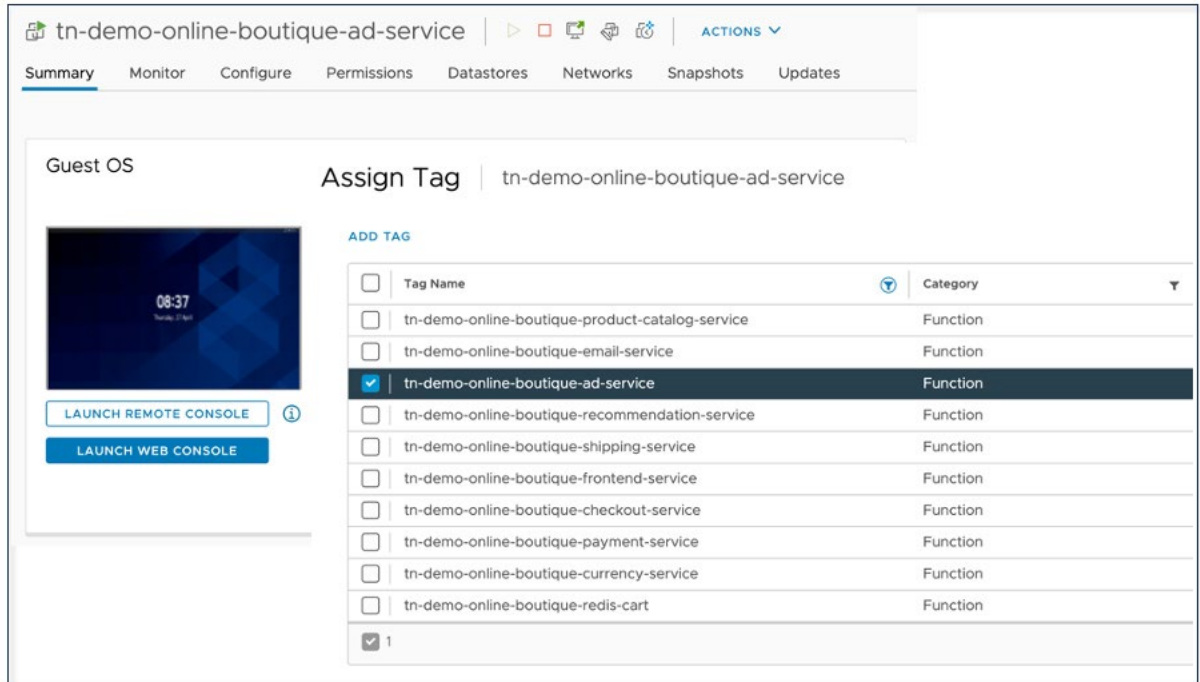 tn-demo-online-boutique-ad-service ACTIONS
Summary Monitor Configure Permissions Datastores Networks Snapshots Updates
Guest OS
Assign Tag tn-demo-online-boutique-ad-service
ADD TAG
Tag Name Category
tn-demo-online-boutique-product-catalog-service Function
tn-demo-online-boutique-email-service Function
tn-demo-online-boutique-ad-service Function
tn-demo-online-boutique-recommendation-service Function
tn-demo-online-boutique-shipping-service Function
tn-demo-online-boutique-frontend-service Function
tn-demo-online-boutique-checkout-service Function
tn-demo-online-boutique-payment-service Function
tn-demo-online-boutique-currency-service Function
tn-demo-online-boutique-redis-cart Function
1
08:37
Thursday, 27 April
LAUNCH REMOTE CONSOLE
LAUNCH WEB CONSOLE